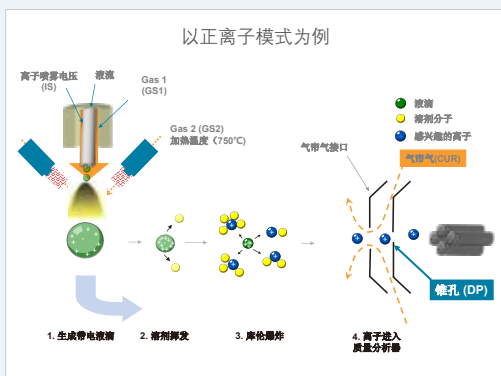 以正离子模式为例
离子喷雾电压
(IS)
液流
Gas 1
(GS1)
Gas 2 (GS2)
加热温度（750℃）
液滴
溶剂分子
感兴趣的离子
气帘气接口
气帘气(CUR)
锥孔 (DP)
1. 生成带电液滴
2. 溶剂挥发
3. 库伦爆炸
4. 离子进入
质量分析器